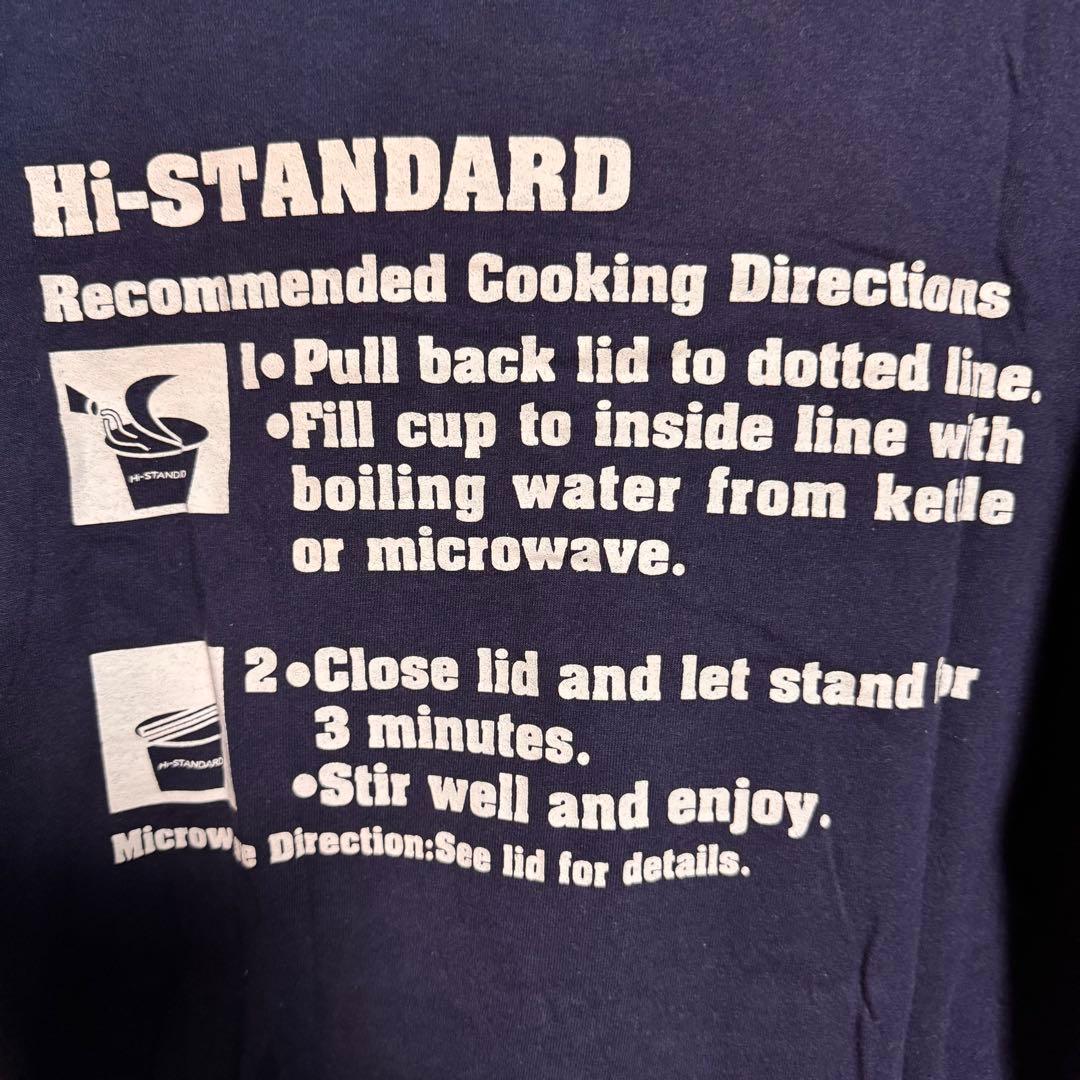 Hi-STANDARD
Recommended Cooking Directions
1•Pull back lid to dotted line.
•Fill cup to inside line with
boiling water from kettle
or microwave.
Hi-STANDD
2•Close lid and let stand for
3 minutes.
•Stir well and enjoy.
Hi-STANDARD
Microwave Direction:See lid for details.